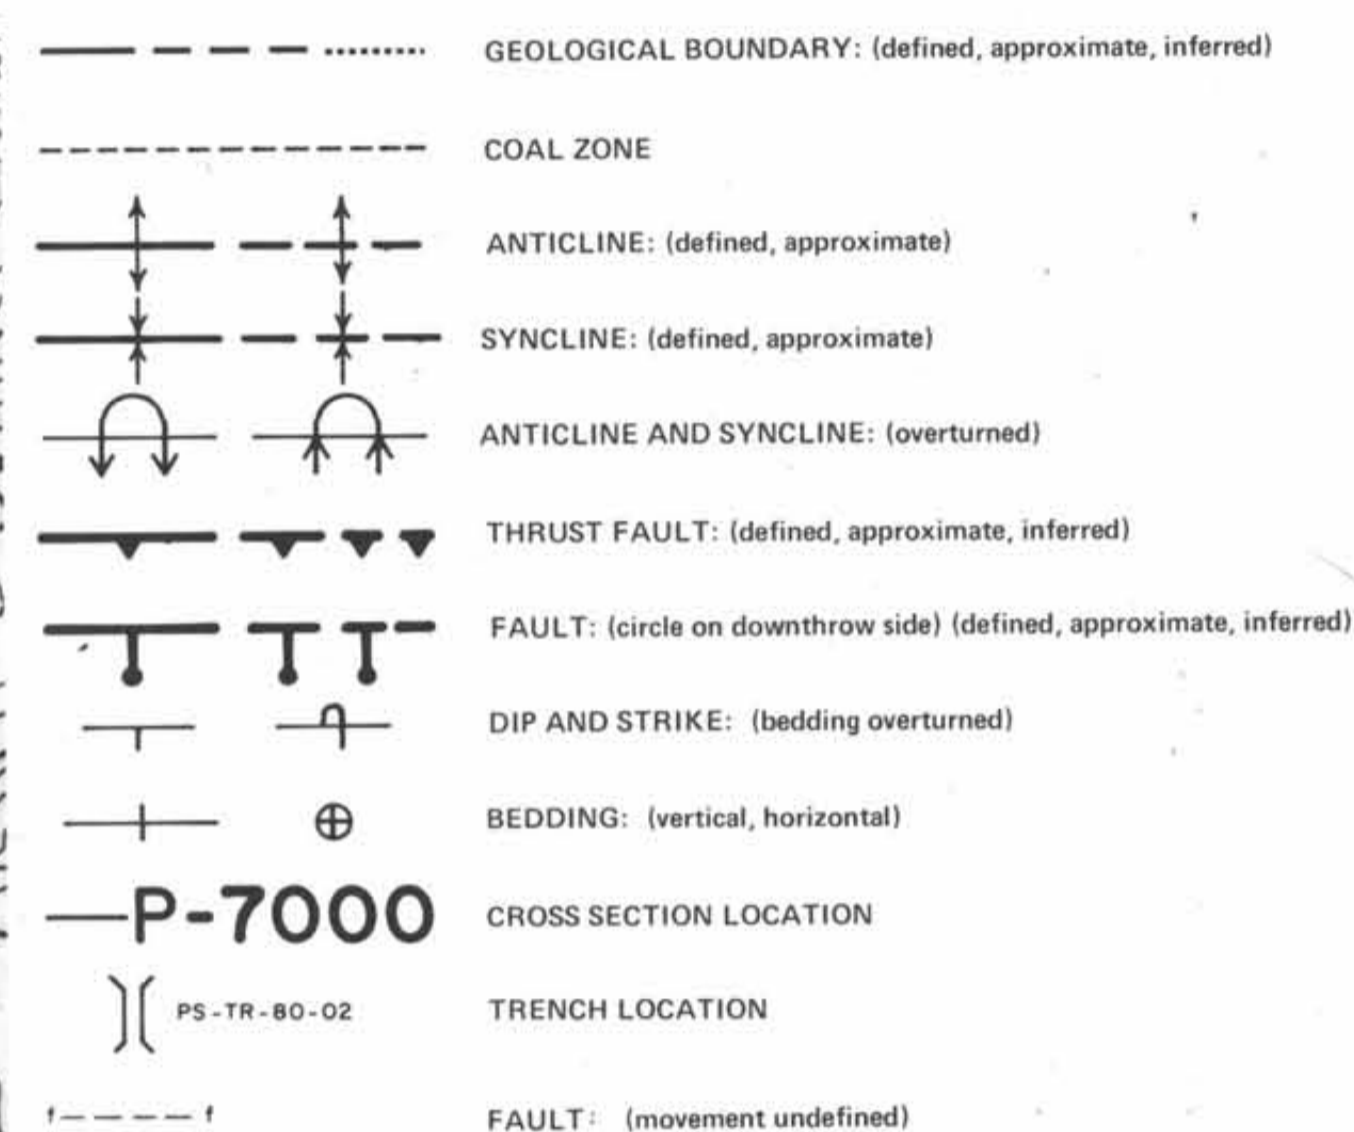 GEOLOGICAL BOUNDARY: (defined, approximate, inferred)
COAL ZONE
ANTICLINE: (defined, approximate)
SYNCLINE: (defined, approximate)
ANTICLINE AND SYNCLINE: (overturned)
THRUST FAULT: (defined, approximate, inferred)
FAULT: (circle on downthrow side) (defined, approximate, inferred)
DIP AND STRIKE: (bedding overturned)
BEDDING: (vertical, horizontal)
P-7000 CROSS SECTION LOCATION
PS-TR-80-02 TRENCH LOCATION
f f FAULT: (movement undefined)